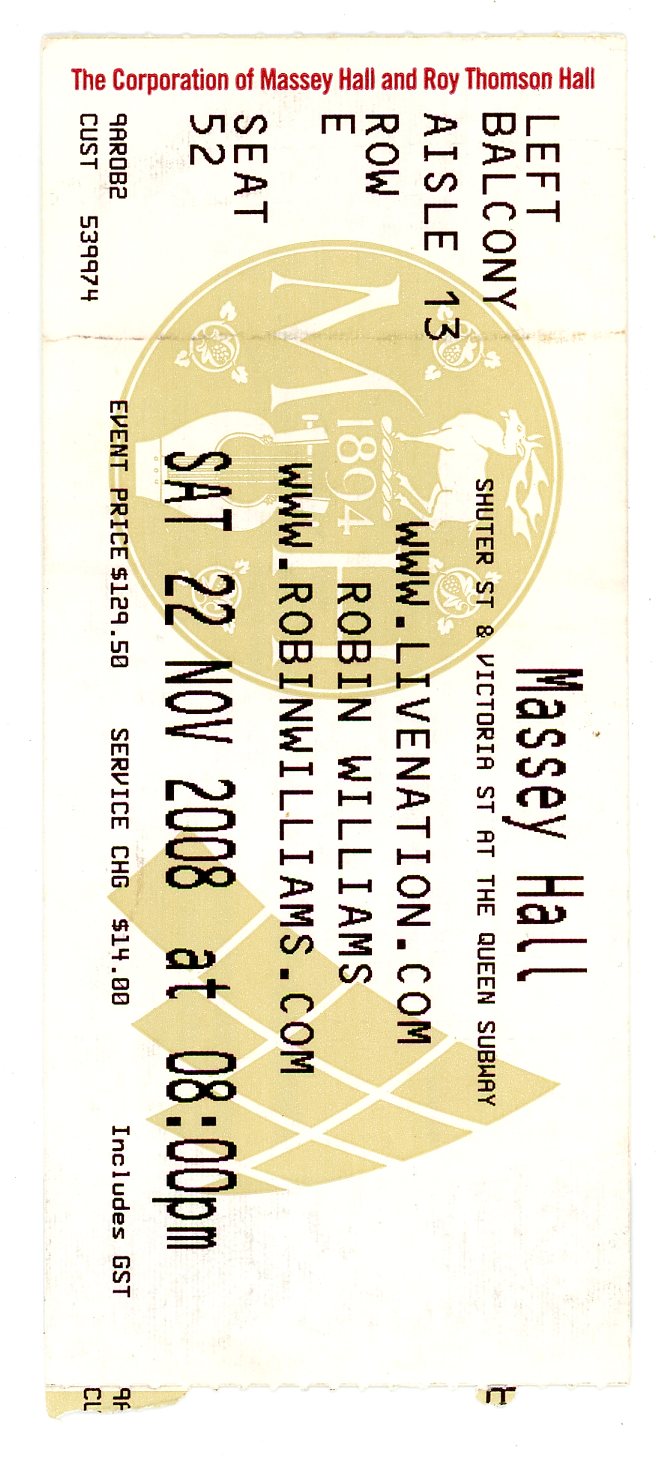 The Corporation of Massey Hall and Roy Thomson Hall
LEFT
BALCONY
AISLE 13
ROW
E
SEAT
52
9AROB2
CUST 539974
Massey Hall
SHUTER ST & VICTORIA ST AT THE QUEEN SUBWAY
WWW.LIVENATION.COM
ROBIN WILLIAMS
WWW.ROBINWILLIAMS.COM
SAT 22 NOV 2008 at 08:00pm
EVENT PRICE $129.50 SERVICE CHG $14.00 Includes GST
M
1894
H